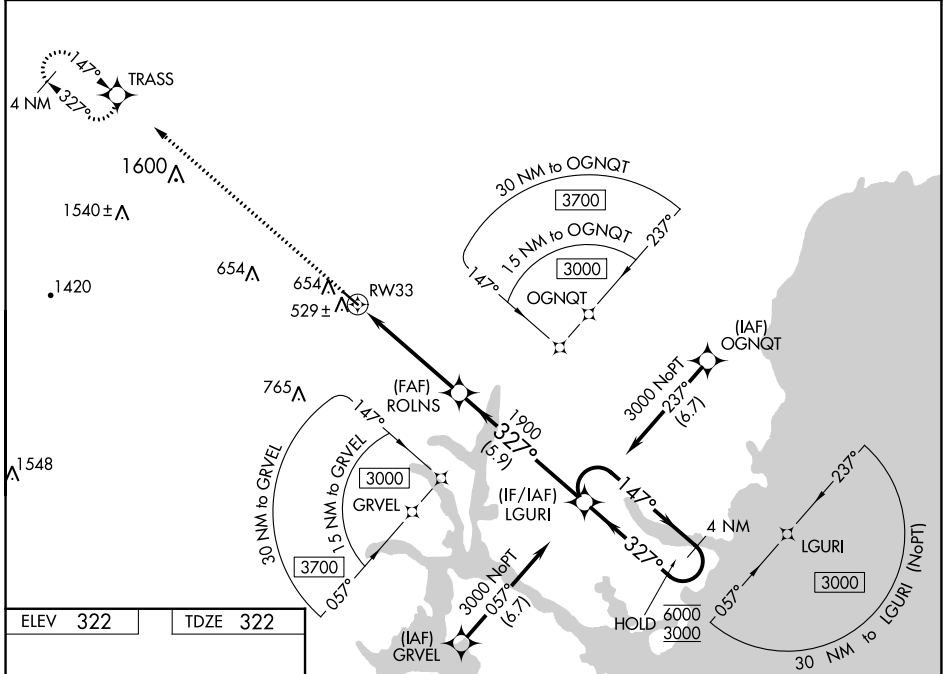 147°
TRASS
4 NM
327°
1600
1540 ±
654
654
RW33
529 ±
1420
30 NM to OGNQT
3700
15 NM to OGNQT
3000
237°
147°
OGNQT
(IAF)
OGNQT
3000 NoPT
237°
(6.7)
(FAF)
ROLNS
765
1548
147°
30 NM to GRVEL
15 NM to GRVEL
3000
GRVEL
3700
057°
1900
327°
(5.9)
(IF/IAF)
LGURI
147°
4 NM
327°
HOLD
6000
3000
237°
LGURI
057°
3000
30 NM to LGURI (NoPT)
3000 NoPT
057°
(6.7)
(IAF)
GRVEL
ELEV 322
TDZE 322